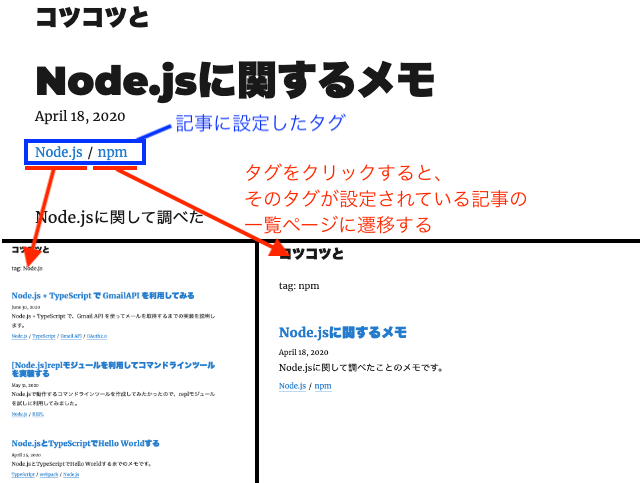 コツコツと
Node.jsに関するメモ
April 18, 2020
記事に設定したタグ
Node.js / npm
タグをクリックすると、
そのタグが設定されている記事の
一覧ページに遷移する
Node.jsに関して調べた
コツコツと
tag: Node.js
Node.js + TypeScript で GmailAPI を利用してみる
June 30, 2020
Node.js + TypeScript で、Gmail API を使ってメールを取得するまでの実装を説明し
ます。
Node.js / TypeScript / Gmail API / OAuth2.0
[Node.js]replモジュールを利用してコマンドラインツール
を実装する
May 31, 2020
Node.jsで動作するコマンドラインツールを作成してみたかったので、replモジュール
を試しに利用してみました。
Node.js / REPL
Node.jsとTypeScriptでHello Worldする
April 25, 2020
Node.jsとTypeScriptでHello Worldするまでのメモです。
TypeScript / webpack / Node.js
コツコツと
tag: npm
Node.jsに関するメモ
April 18, 2020
Node.jsに関して調べたことのメモです。
Node.js / npm